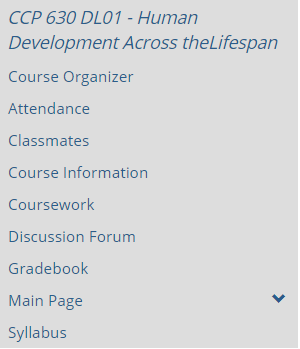 CCP 630 DL01 - Human
Development Across theLifespan
Course Organizer
Attendance
Classmates
Course Information
Coursework
Discussion Forum
Gradebook
Main Page
Syllabus